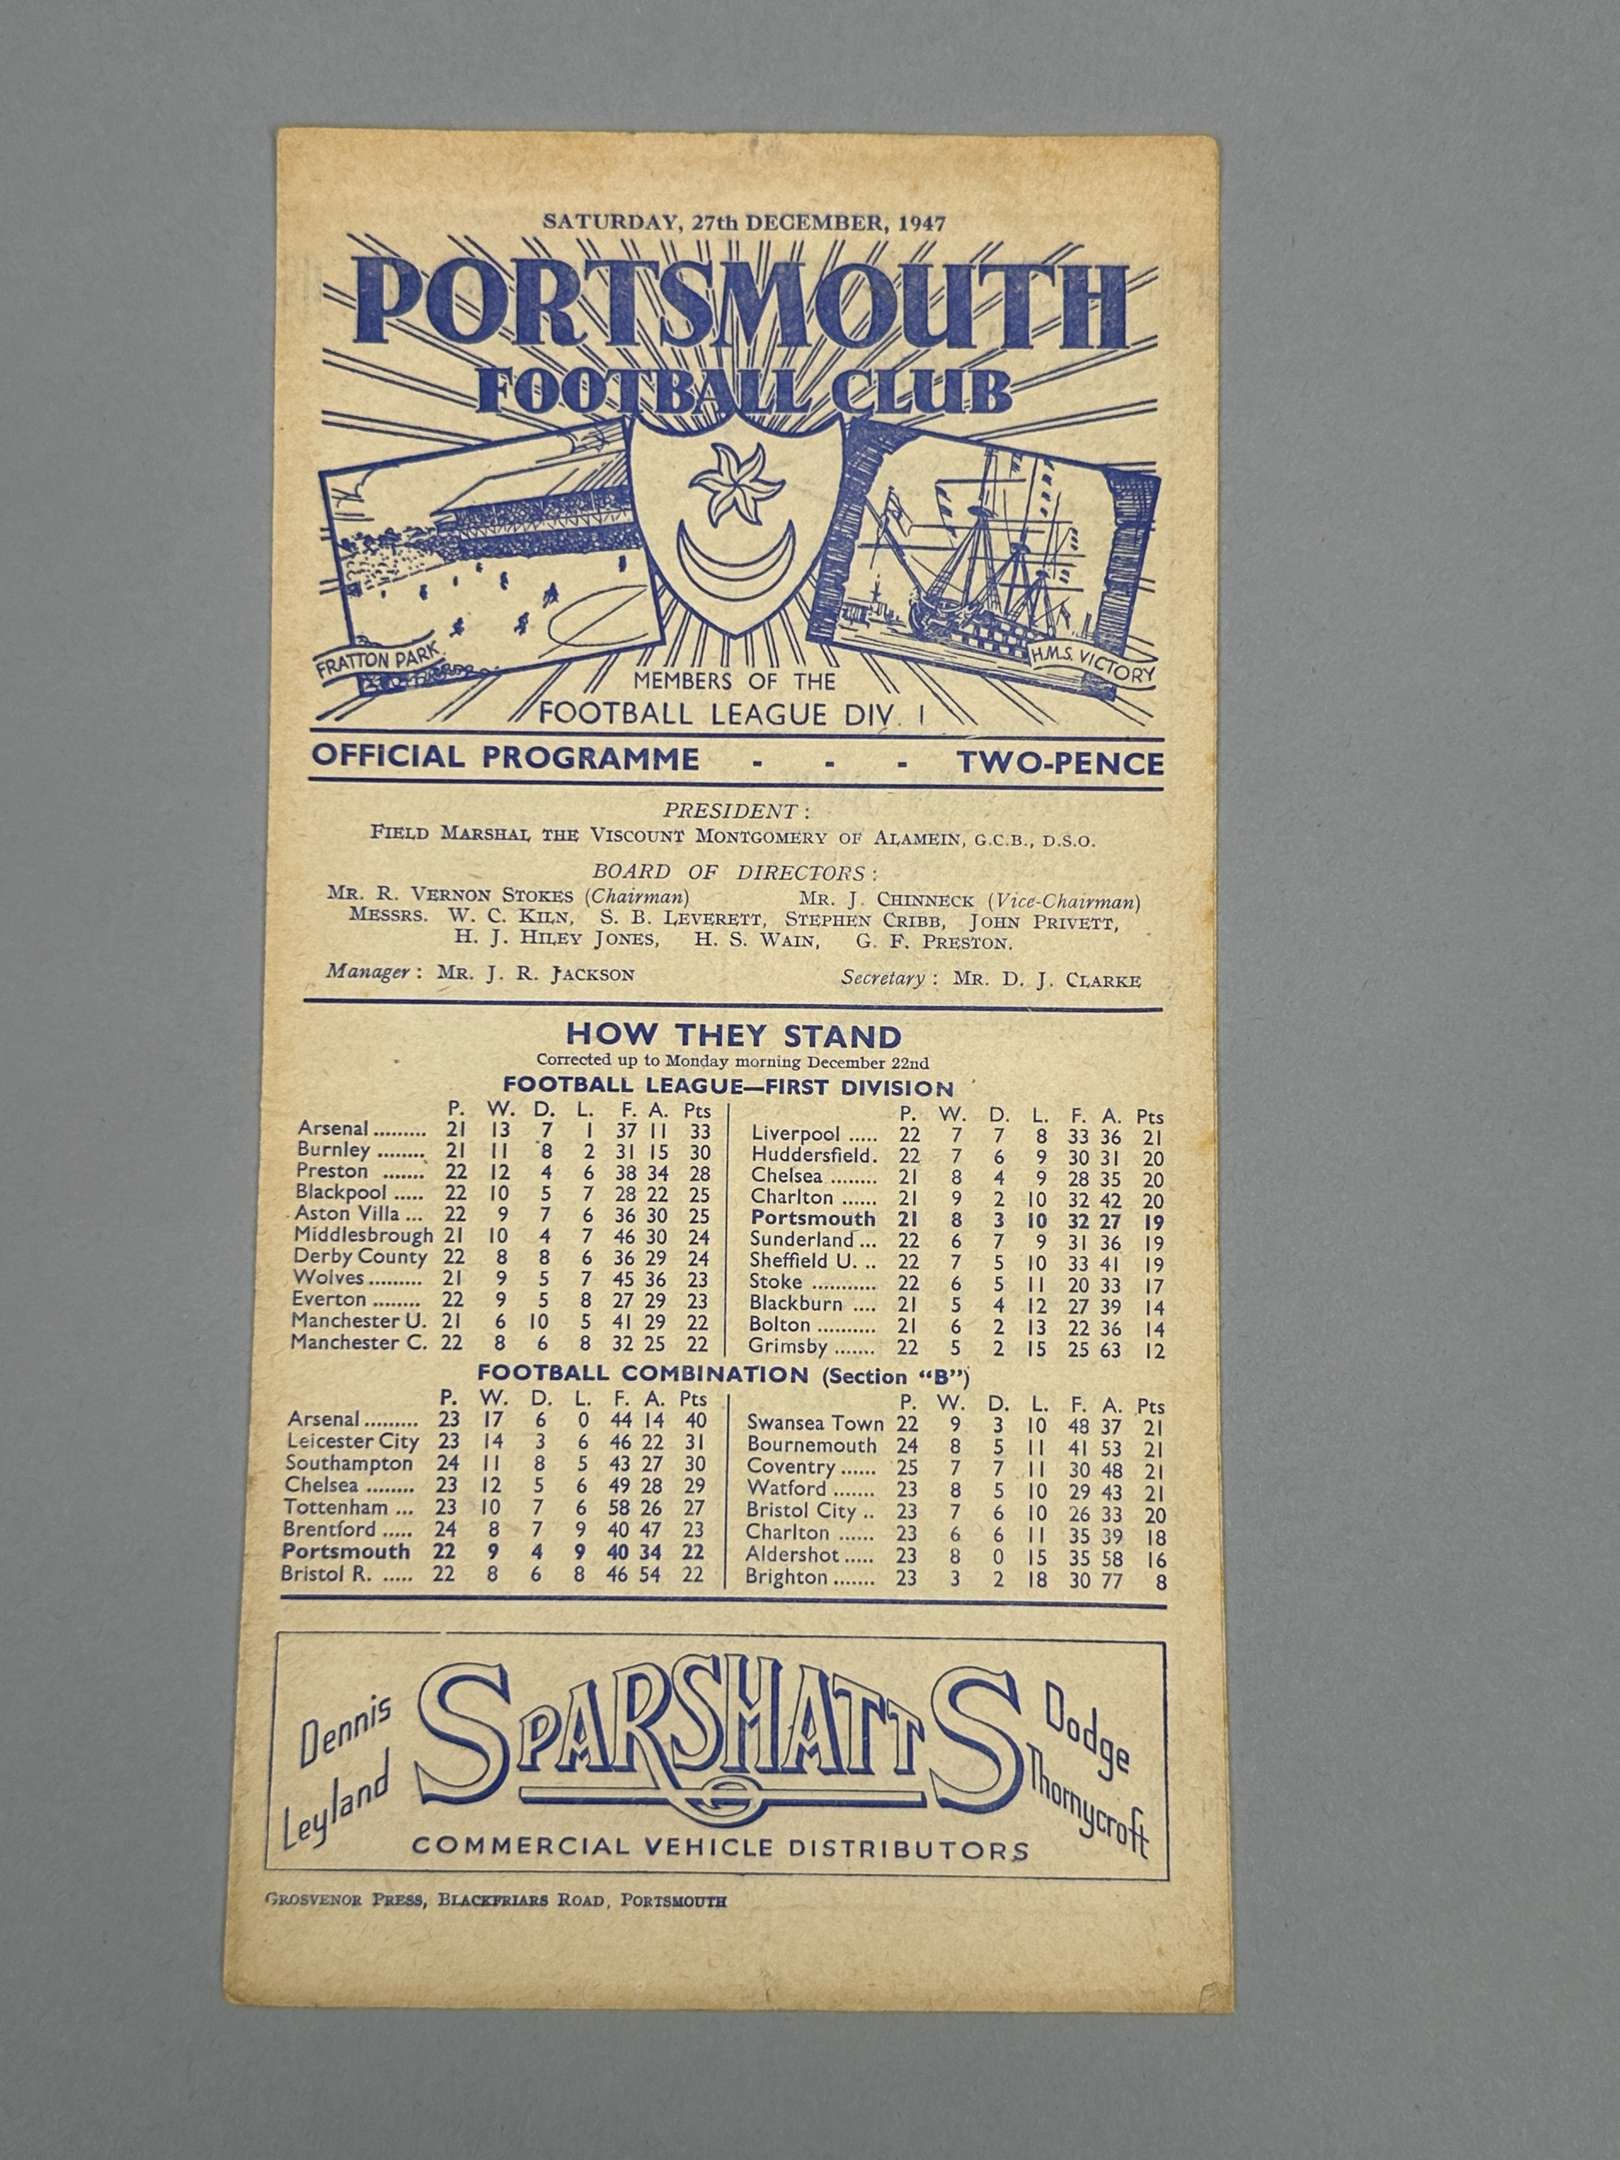 SATURDAY, 27th DECEMBER, 1947
PORTSMOUTH
FOOTBALL CLUB
FRATTON PARK
H.M.S. VICTORY
MEMBERS OF THE
FOOTBALL LEAGUE DIV. I
OFFICIAL PROGRAMME - - - TWO-PENCE
PRESIDENT:
FIELD MARSHAL THE VISCOUNT MONTGOMERY OF ALAMEIN, G.C.B., D.S.O.
BOARD OF DIRECTORS:
MR. R. VERNON STOKES (Chairman) MR. J. CHINNECK (Vice-Chairman)
MESSRS. W. C. KILN, S. B. LEVERETT, STEPHEN CRIBB, JOHN PRIVETT,
H. J. HILEY JONES, H. S. WAIN, G. F. PRESTON.
Manager: MR. J. R. JACKSON Secretary: MR. D. J. CLARKE
HOW THEY STAND
Corrected up to Monday morning December 22nd
FOOTBALL LEAGUE—FIRST DIVISION
P. W. D. L. F. A. Pts
Arsenal ......... 21 13 7 1 37 11 33
Burnley ........ 21 11 8 2 31 15 30
Preston ....... 22 12 4 6 38 34 28
Blackpool ..... 22 10 5 7 28 22 25
Aston Villa ... 22 9 7 6 36 30 25
Middlesbrough 21 10 4 7 46 30 24
Derby County 22 8 8 6 36 29 24
Wolves ......... 21 9 5 7 45 36 23
Everton ........ 22 9 5 8 27 29 23
Manchester U. 21 6 10 5 41 29 22
Manchester C. 22 8 6 8 32 25 22
P. W. D. L. F. A. Pts
Liverpool ..... 22 7 7 8 33 36 21
Huddersfield. 22 7 6 9 30 31 20
Chelsea ........ 21 8 4 9 28 35 20
Charlton ...... 21 9 2 10 32 42 20
Portsmouth 21 8 3 10 32 27 19
Sunderland ... 22 6 7 9 31 36 19
Sheffield U. .. 22 7 5 10 33 41 19
Stoke ........... 22 6 5 11 20 33 17
Blackburn .... 21 5 4 12 27 39 14
Bolton .......... 21 6 2 13 22 36 14
Grimsby ....... 22 5 2 15 25 63 12
FOOTBALL COMBINATION (Section "B")
P. W. D. L. F. A. Pts
Arsenal ......... 23 17 6 0 44 14 40
Leicester City 23 14 3 6 46 22 31
Southampton 24 11 8 5 43 27 30
Chelsea ........ 23 12 5 6 49 28 29
Tottenham ... 23 10 7 6 58 26 27
Brentford ..... 24 8 7 9 40 47 23
Portsmouth 22 9 4 9 40 34 22
Bristol R. ..... 22 8 6 8 46 54 22
P. W. D. L. F. A. Pts
Swansea Town 22 9 3 10 48 37 21
Bournemouth 24 8 5 11 41 53 21
Coventry ...... 25 7 7 11 30 48 21
Watford ....... 23 8 5 10 29 43 21
Bristol City .. 23 7 6 10 26 33 20
Charlton ...... 23 6 6 11 35 39 18
Aldershot ..... 23 8 0 15 35 58 16
Brighton ....... 23 3 2 18 30 77 8
Dennis
Leyland
SPARSHATTS
Dodge
Thornycroft
COMMERCIAL VEHICLE DISTRIBUTORS
GROSVENOR PRESS, BLACKFRIARS ROAD, PORTSMOUTH